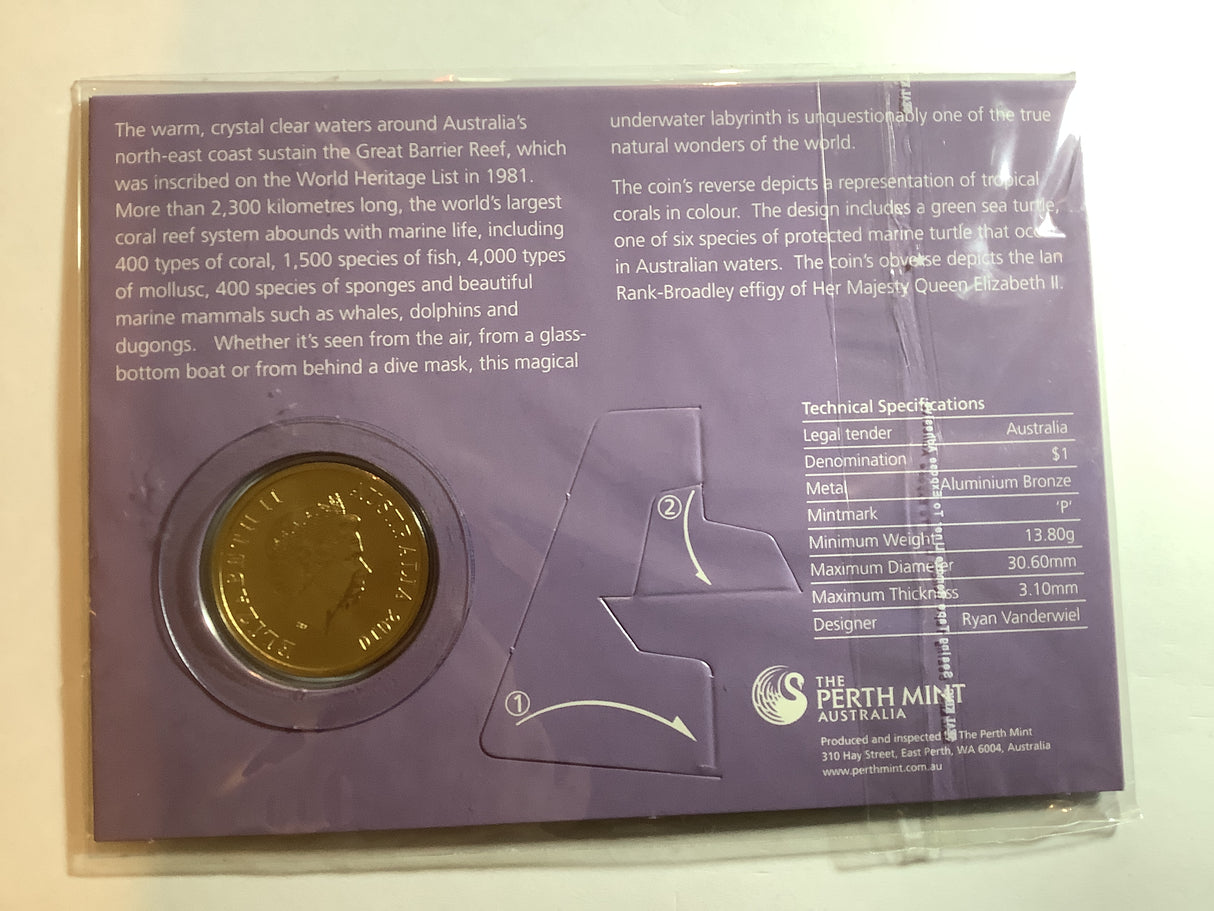 The warm, crystal clear waters around Australia's
north-east coast sustain the Great Barrier Reef, which
was inscribed on the World Heritage List in 1981.
More than 2,300 kilometres long, the world's largest
coral reef system abounds with marine life, including
400 types of coral, 1,500 species of fish, 4,000 types
of mollusc, 400 species of sponges and beautiful
marine mammals such as whales, dolphins and
dugongs. Whether it's seen from the air, from a glass-
bottom boat or from behind a dive mask, this magical
underwater labyrinth is unquestionably one of the true
natural wonders of the world.
The coin's reverse depicts a representation of tropical
corals in colour. The design includes a green sea turtle,
one of six species of protected marine turtle that occur
in Australian waters. The coin's obverse depicts the Ian
Rank-Broadley effigy of Her Majesty Queen Elizabeth II.
ELIZABETH II AUSTRALIA 2010
1
2
Technical Specifications
Legal tender Australia
Denomination $1
Metal Aluminium Bronze
Mintmark 'P'
Minimum Weight 13.80g
Maximum Diameter 30.60mm
Maximum Thickness 3.10mm
Designer Ryan Vanderwiel
THE
PERTH MINT
AUSTRALIA
Produced and inspected by The Perth Mint
310 Hay Street, East Perth, WA 6004, Australia
www.perthmint.com.au